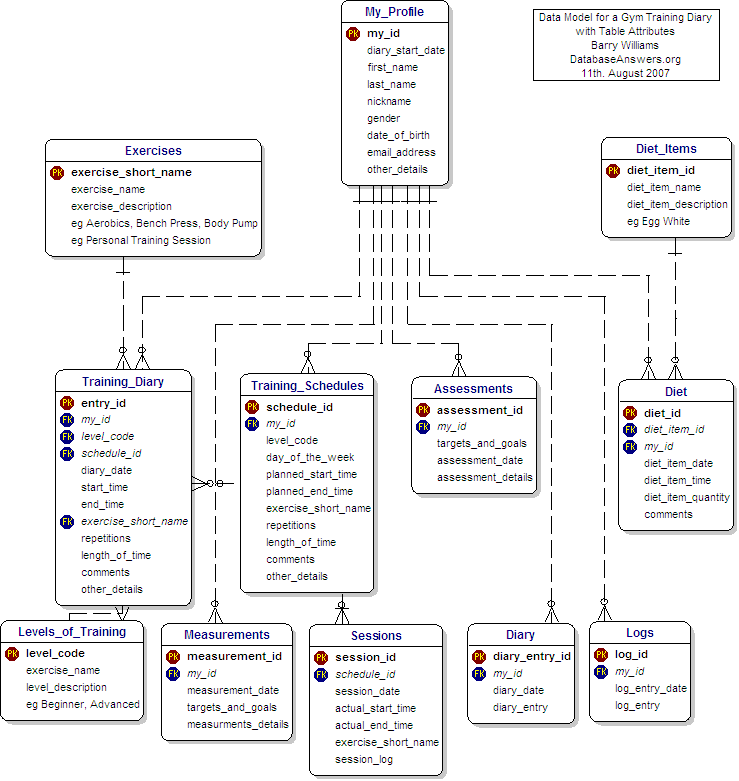 My_Profile
PK my_id
diary_start_date
first_name
last_name
nickname
gender
date_of_birth
email_address
other_details
Data Model for a Gym Training Diary
with Table Attributes
Barry Williams
DatabaseAnswers.org
11th. August 2007
Exercises
PK exercise_short_name
exercise_name
exercise_description
eg Aerobics, Bench Press, Body Pump
eg Personal Training Session
Diet_Items
PK diet_item_id
diet_item_name
diet_item_description
eg Egg White
Training_Diary
PK entry_id
FK my_id
FK level_code
FK schedule_id
diary_date
start_time
end_time
FK exercise_short_name
repetitions
length_of_time
comments
other_details
Training_Schedules
PK schedule_id
FK my_id
level_code
day_of_the_week
planned_start_time
planned_end_time
exercise_short_name
repetitions
length_of_time
comments
other_details
Assessments
PK assessment_id
FK my_id
targets_and_goals
assessment_date
assessment_details
Diet
PK diet_id
FK diet_item_id
FK my_id
diet_item_date
diet_item_time
diet_item_quantity
comments
Levels_of_Training
PK level_code
exercise_name
level_description
eg Beginner, Advanced
Measurements
PK measurement_id
FK my_id
measurement_date
targets_and_goals
measurments_details
Sessions
PK session_id
FK schedule_id
session_date
actual_start_time
actual_end_time
exercise_short_name
session_log
Diary
PK diary_entry_id
FK my_id
diary_date
diary_entry
Logs
PK log_id
FK my_id
log_entry_date
log_entry